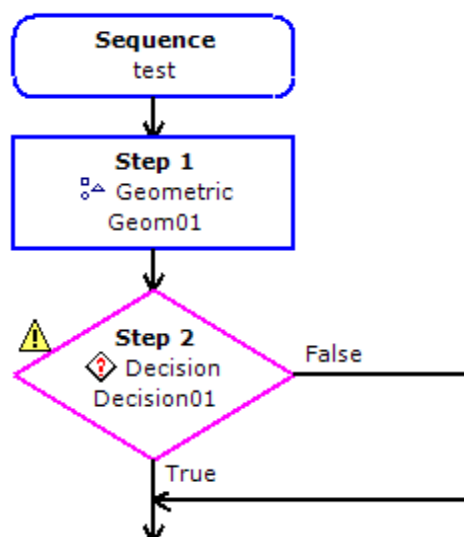 Sequence
test
Step 1
Geometric
Geom01
Step 2
Decision
Decision01
False
True